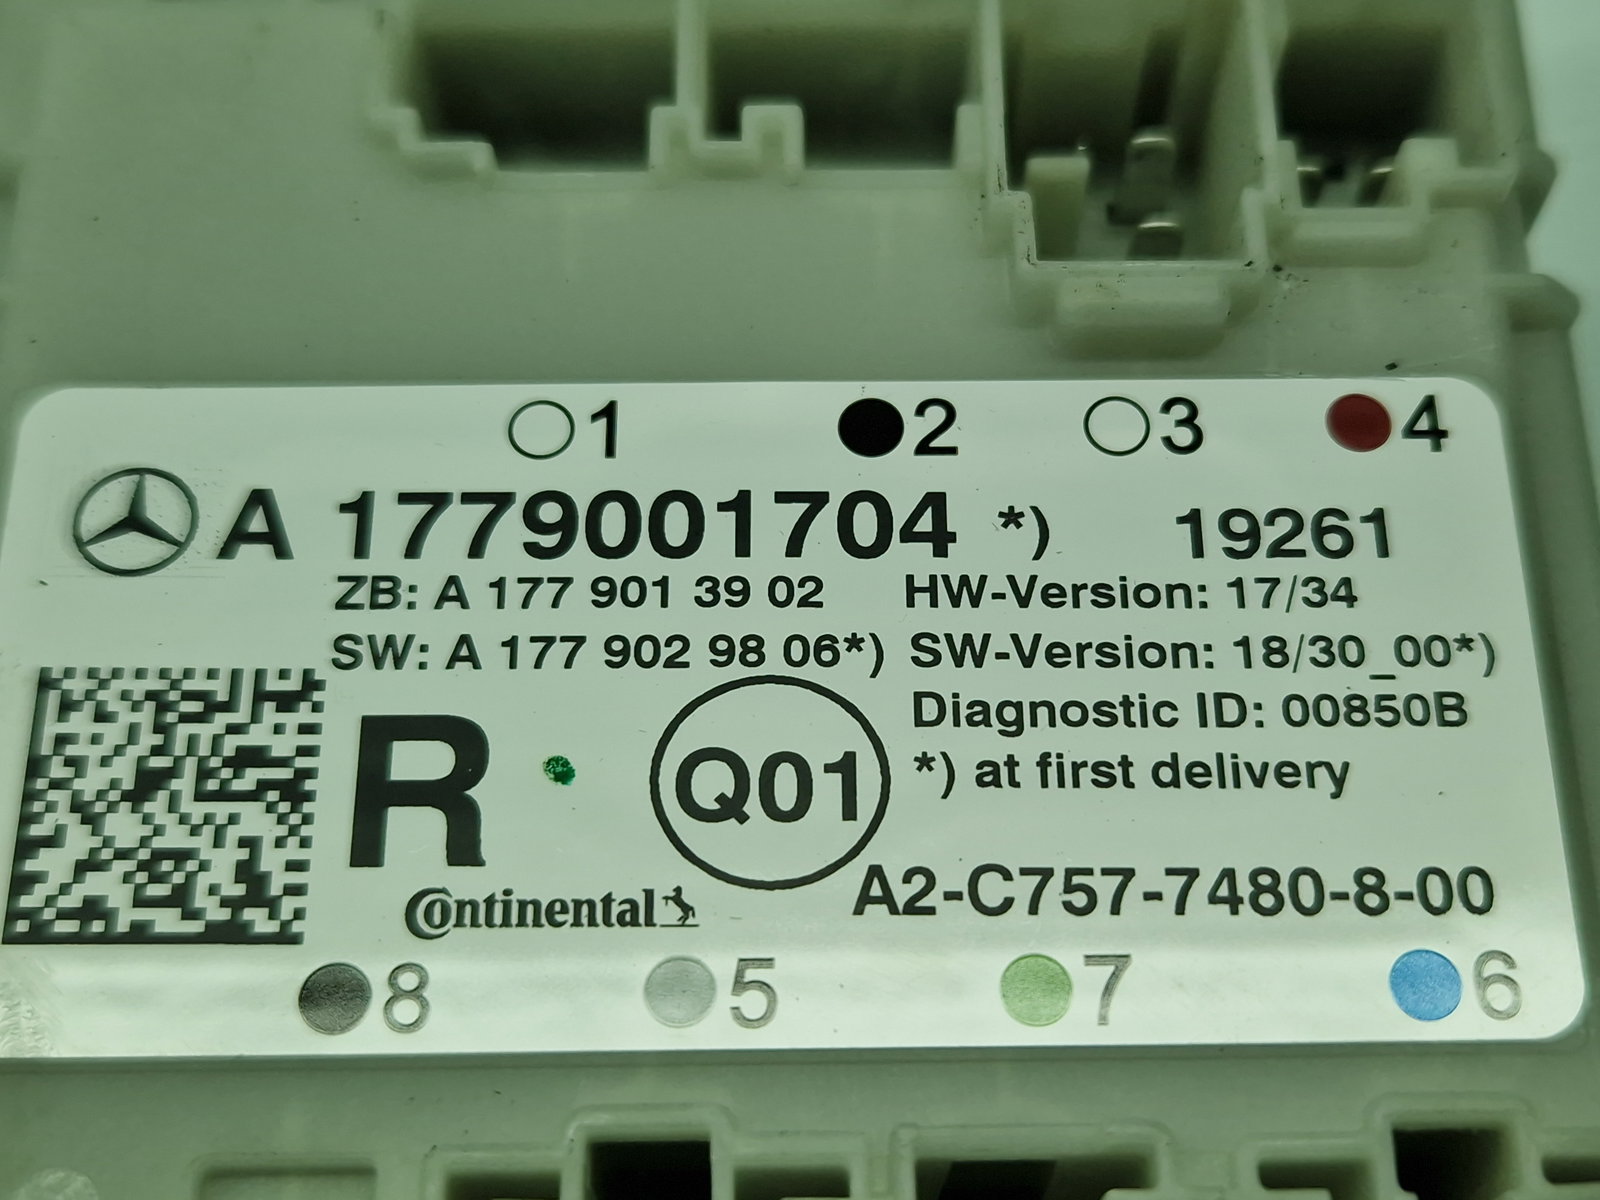 1 2 3 4
A 1779001704 *) 19261
ZB: A 177 901 39 02 HW-Version: 17/34
SW: A 177 902 98 06*) SW-Version: 18/30_00*)
Diagnostic ID: 00850B
R Q01 *) at first delivery
Continental A2-C757-7480-8-00
8 5 7 6